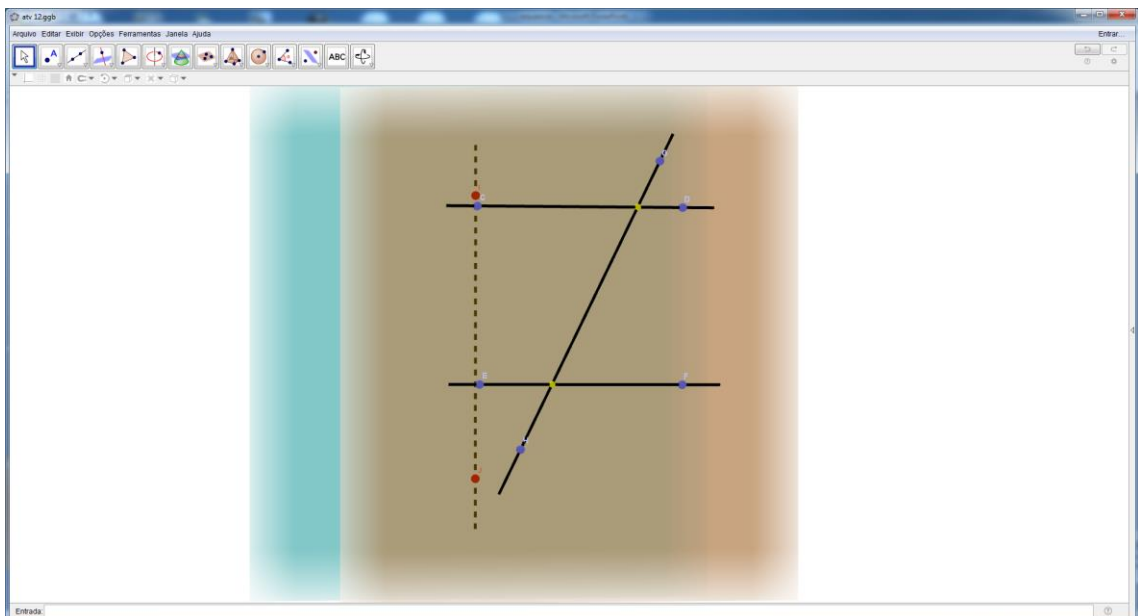 atv 12.ggb
Arquivo Editar Exibir Opções Ferramentas Janela Ajuda
Entrar...
A
ABC
E
F
Entrada: